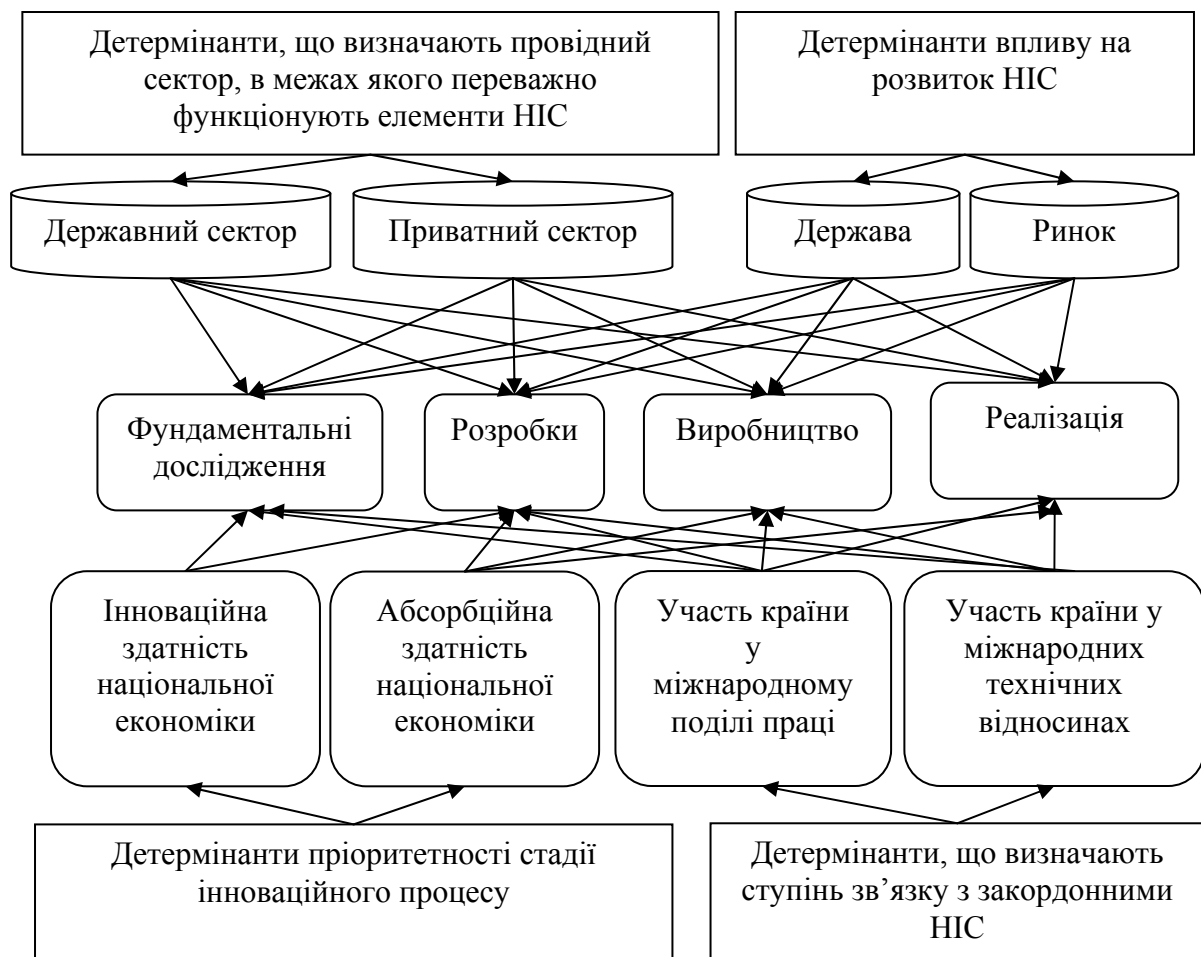 Детермінанти, що визначають провідний
сектор, в межах якого переважно
функціонують елементи НІС
Детермінанти впливу на
розвиток НІС
Державний сектор
Приватний сектор
Держава
Ринок
Фундаментальні
дослідження
Розробки
Виробництво
Реалізація
Інноваційна
здатність
національної
економіки
Абсорбційна
здатність
національної
економіки
Участь країни
у
міжнародному
поділі праці
Участь країни у
міжнародних
технічних
відносинах
Детермінанти пріоритетності стадії
інноваційного процесу
Детермінанти, що визначають
ступінь зв’язку з закордонними
НІС